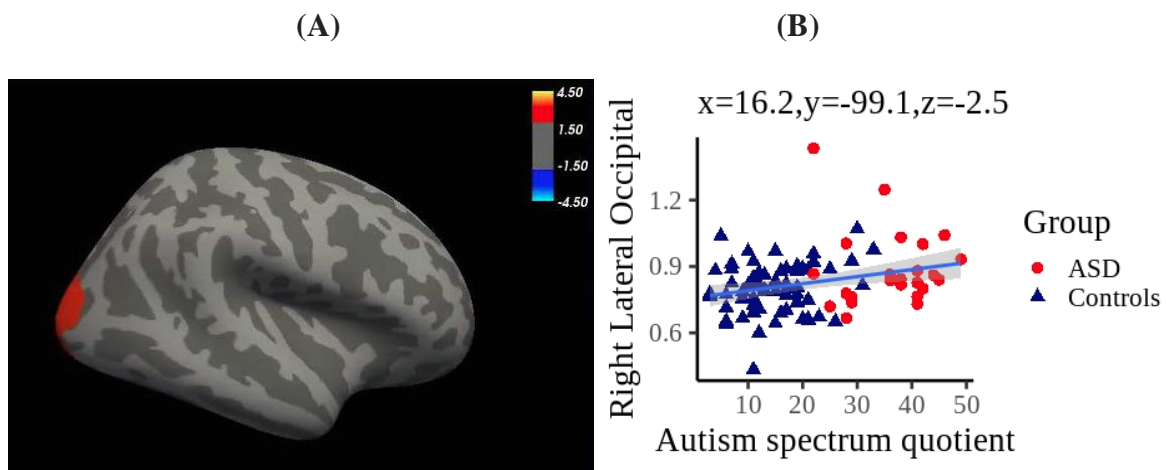 (A)
(B)
4.50
1.50
-1.50
-4.50
x=16.2,y=-99.1,z=-2.5
Right Lateral Occipital
1.2
0.9
0.6
10 20 30 40 50
Autism spectrum quotient
Group
ASD
Controls